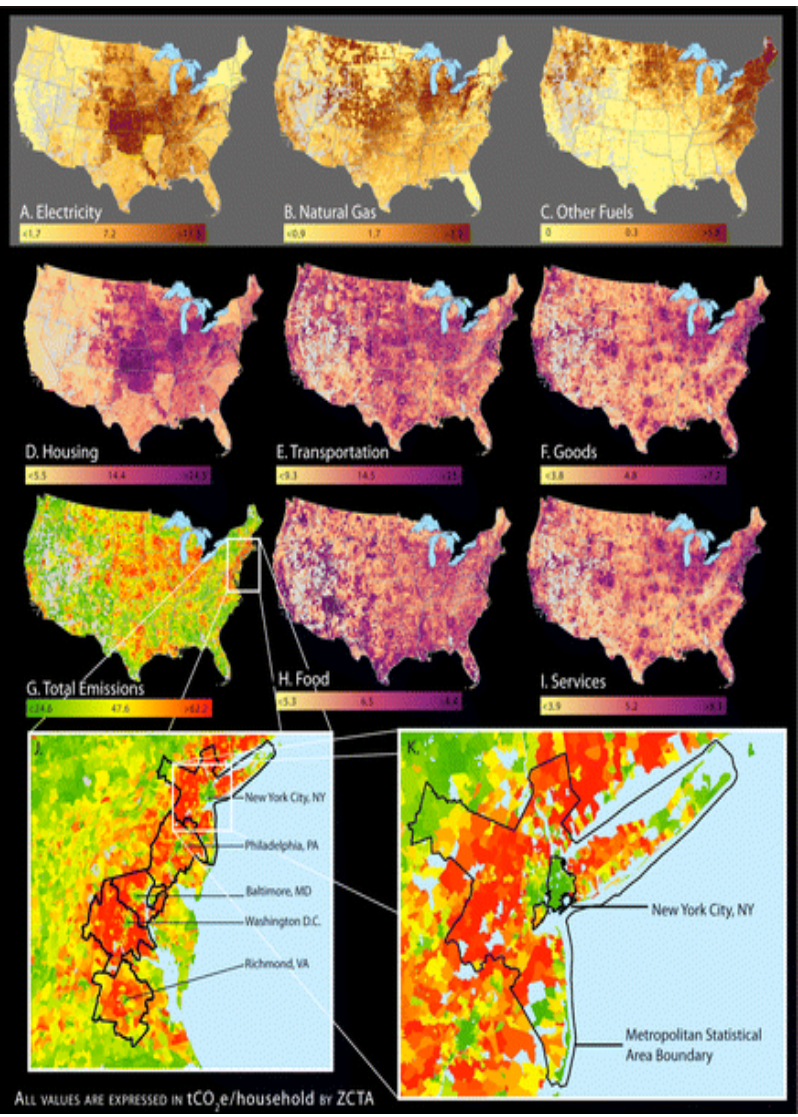 A. Electricity
<1.7 7.2
B. Natural Gas
<0.9 1.7
C. Other Fuels
0 0.3 >5.8
D. Housing
<5.5 14.4 >24.3
E. Transportation
<9.3 14.5
F. Goods
<3.8 4.8 >7.2
G. Total Emissions
<24.6 47.6 >62.2
H. Food
<5.3 6.5
I. Services
<3.9 5.2
J.
New York City, NY
Philadelphia, PA
Baltimore, MD
Washington D.C.
Richmond, VA
K.
New York City, NY
Metropolitan Statistical
Area Boundary
ALL VALUES ARE EXPRESSED IN tCO₂e/HOUSEHOLD BY ZCTA